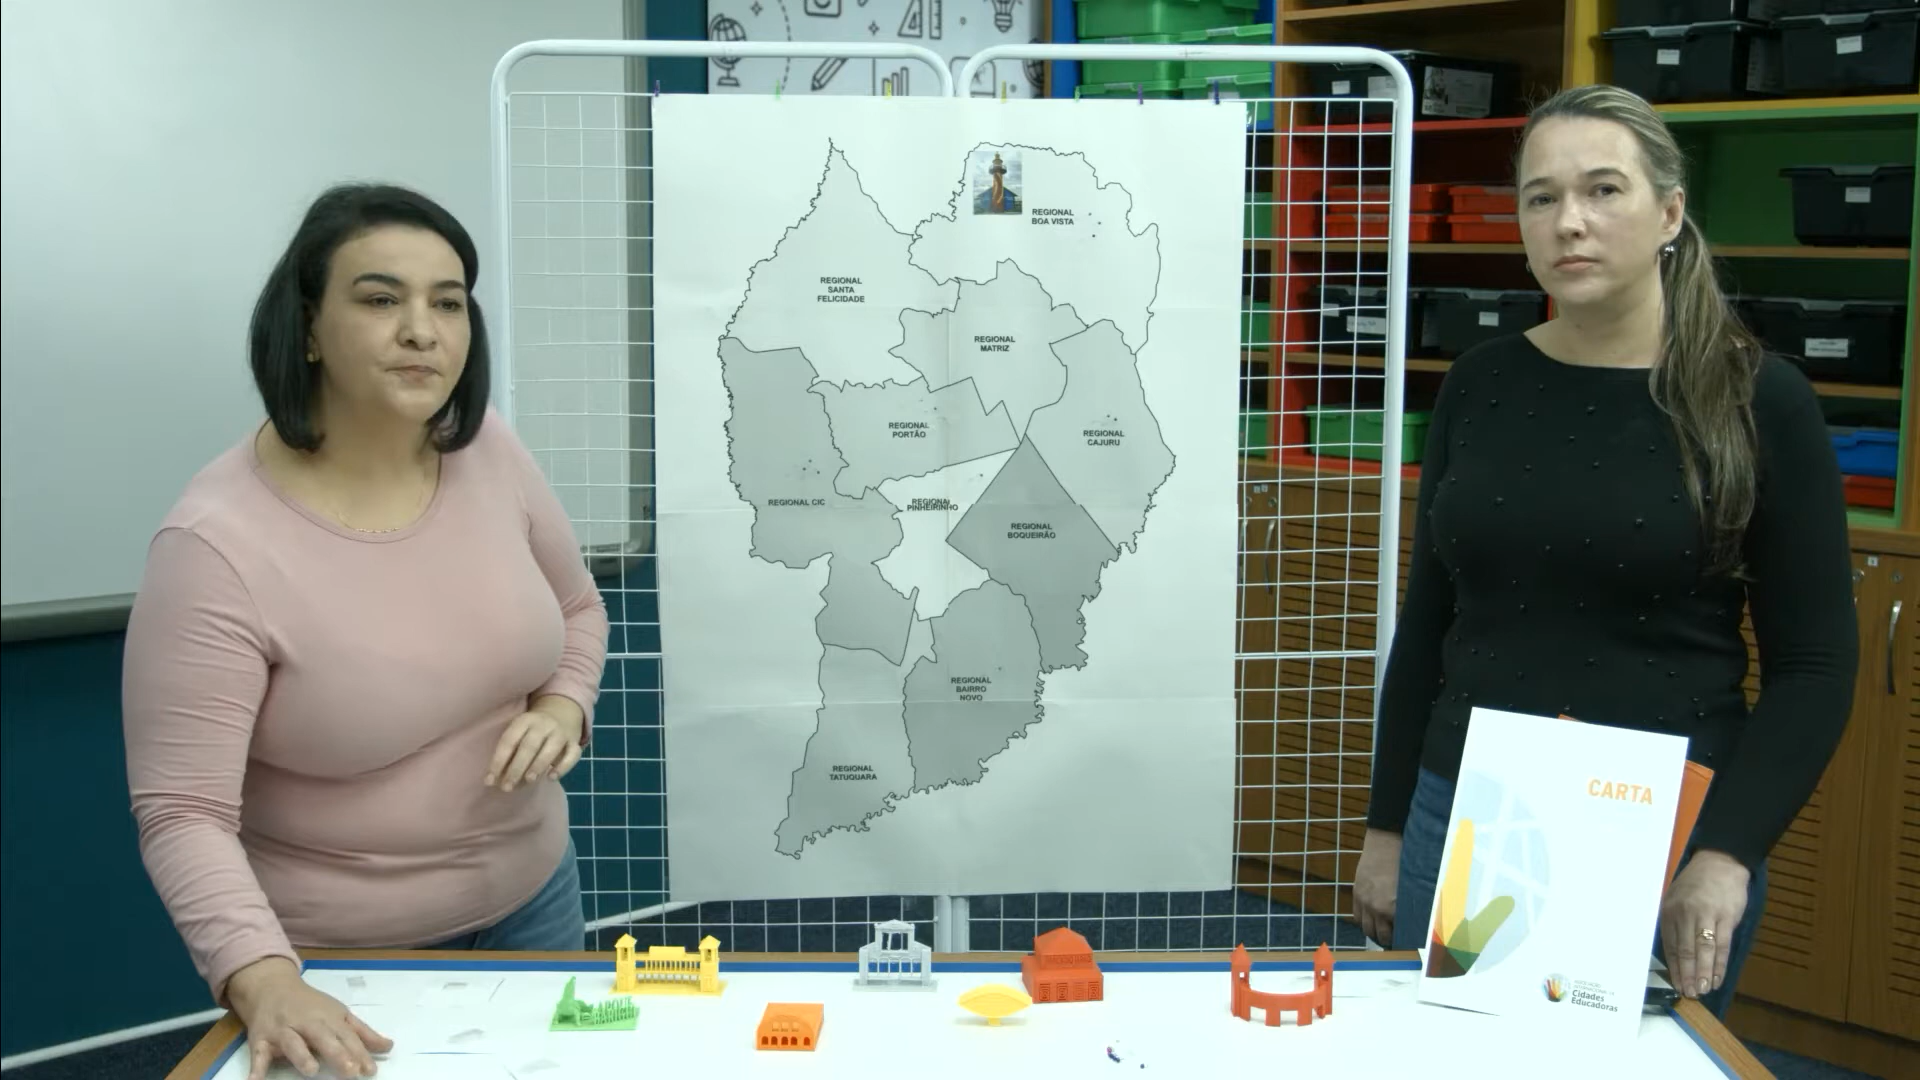 REGIONAL
BOA VISTA
REGIONAL
SANTA
FELICIDADE
REGIONAL
MATRIZ
REGIONAL
PORTÃO
REGIONAL
CAJURU
REGIONAL CIC
REGIONAL
PINHEIRINHO
REGIONAL
BOQUEIRÃO
REGIONAL
BAIRRO
NOVO
REGIONAL
TATUQUARA
CARTA
Cidades
Educadoras